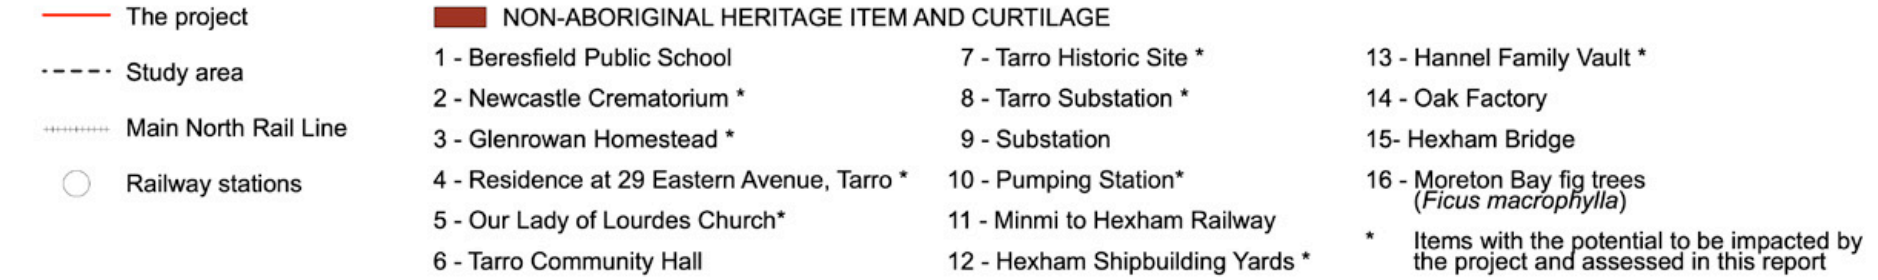 The project
Study area
Main North Rail Line
Railway stations
NON-ABORIGINAL HERITAGE ITEM AND CURTILAGE
1 - Beresfield Public School
2 - Newcastle Crematorium *
3 - Glenrowan Homestead *
4 - Residence at 29 Eastern Avenue, Tarro *
5 - Our Lady of Lourdes Church*
6 - Tarro Community Hall
7 - Tarro Historic Site *
8 - Tarro Substation *
9 - Substation
10 - Pumping Station*
11 - Minmi to Hexham Railway
12 - Hexham Shipbuilding Yards *
13 - Hannel Family Vault *
14 - Oak Factory
15- Hexham Bridge
16 - Moreton Bay fig trees
(Ficus macrophylla)
* Items with the potential to be impacted by
the project and assessed in this report